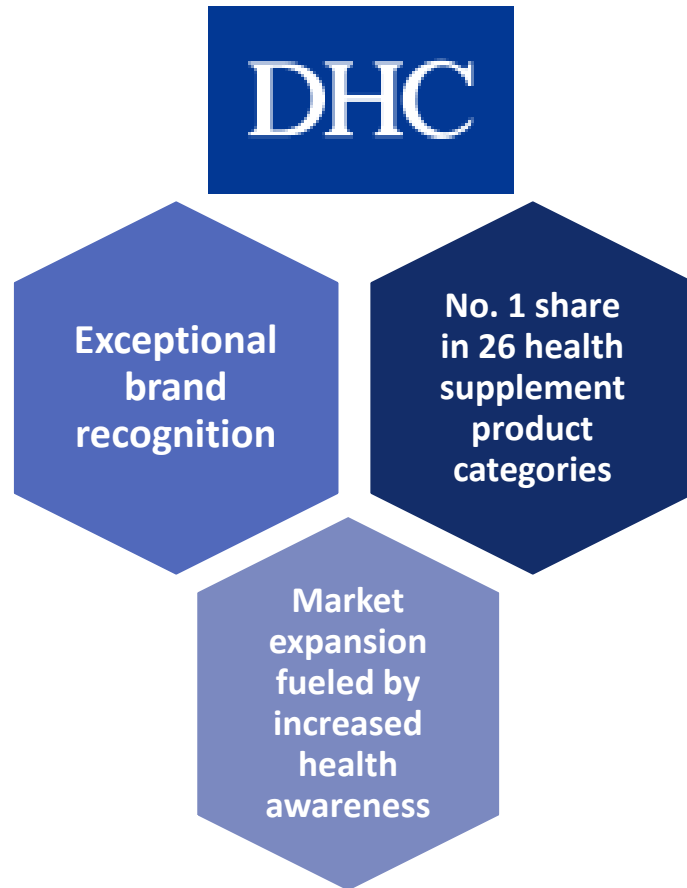 DHC
Exceptional
brand
recognition
No. 1 share
in 26 health
supplement
product
categories
Market
expansion
fueled by
increased
health
awareness